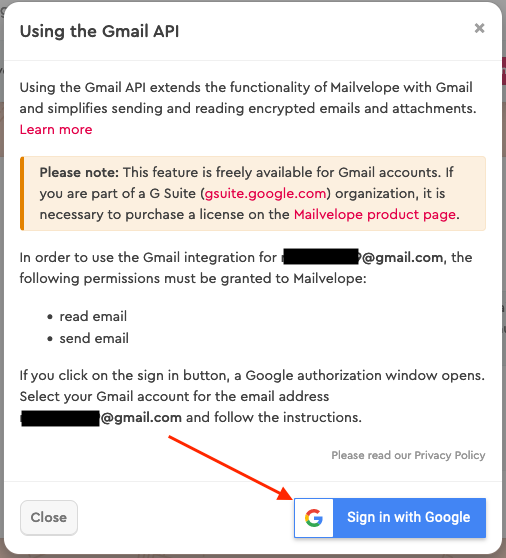 Using the Gmail API
×
Using the Gmail API extends the functionality of Mailvelope with Gmail
and simplifies sending and reading encrypted emails and attachments.
Learn more
Please note: This feature is freely available for Gmail accounts. If
you are part of a G Suite (gsuite.google.com) organization, it is
necessary to purchase a license on the Mailvelope product page.
In order to use the Gmail integration for @gmail.com, the
following permissions must be granted to Mailvelope:
• read email
• send email
If you click on the sign in button, a Google authorization window opens.
Select your Gmail account for the email address
@gmail.com and follow the instructions.
Please read our Privacy Policy
Close
G Sign in with Google